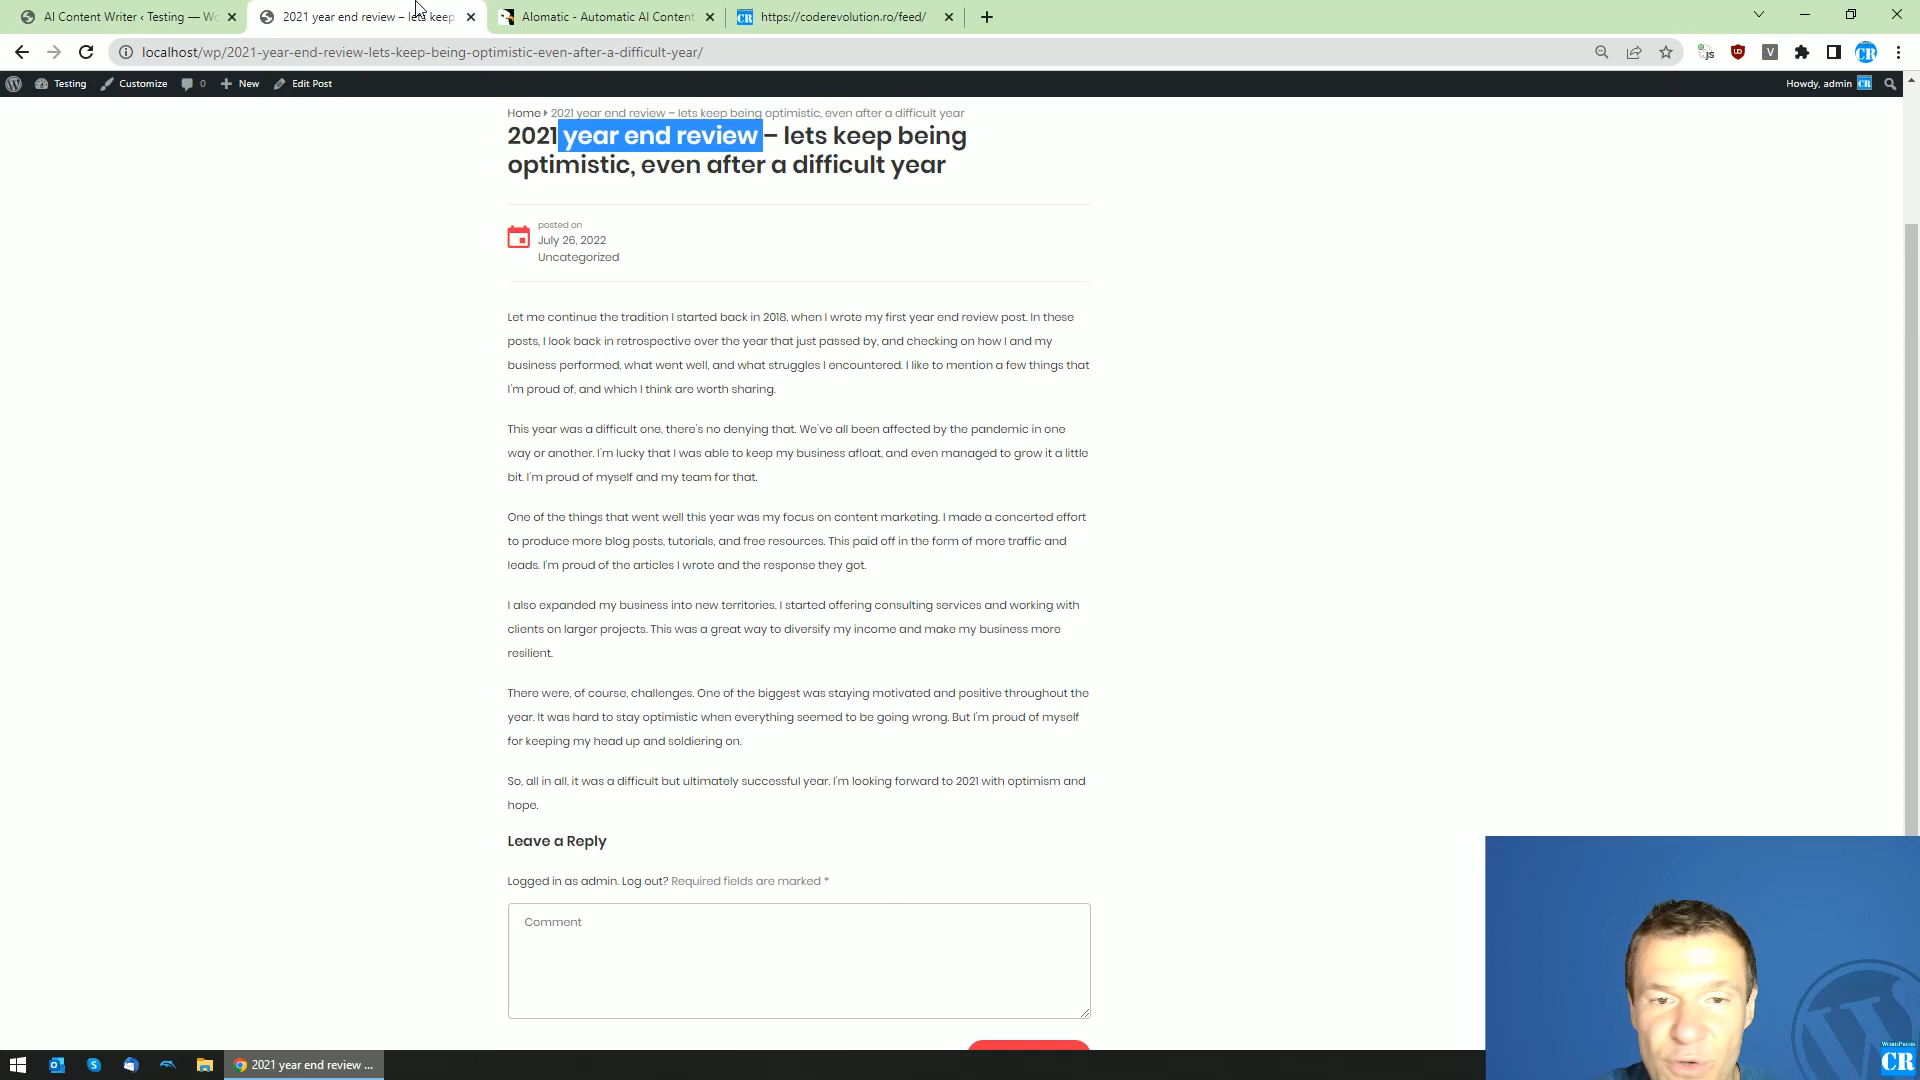 AI Content Writer ‹ Testing — Wo
2021 year end review – lets keep
AIomatic - Automatic AI Content
https://coderevolution.ro/feed/
localhost/wp/2021-year-end-review-lets-keep-being-optimistic-even-after-a-difficult-year/
Testing Customize 0 New Edit Post Howdy, admin
Home 2021 year end review – lets keep being optimistic, even after a difficult year
2021 year end review – lets keep being
optimistic, even after a difficult year
posted on
July 26, 2022
Uncategorized
Let me continue the tradition I started back in 2018, when I wrote my first year end review post. In these
posts, I look back in retrospective over the year that just passed by, and checking on how I and my
business performed, what went well, and what struggles I encountered. I like to mention a few things that
I'm proud of, and which I think are worth sharing.
This year was a difficult one, there's no denying that. We've all been affected by the pandemic in one
way or another. I'm lucky that I was able to keep my business afloat, and even managed to grow it a little
bit. I'm proud of myself and my team for that.
One of the things that went well this year was my focus on content marketing. I made a concerted effort
to produce more blog posts, tutorials, and free resources. This paid off in the form of more traffic and
leads. I'm proud of the articles I wrote and the response they got.
I also expanded my business into new territories. I started offering consulting services and working with
clients on larger projects. This was a great way to diversify my income and make my business more
resilient.
There were, of course, challenges. One of the biggest was staying motivated and positive throughout the
year. It was hard to stay optimistic when everything seemed to be going wrong. But I'm proud of myself
for keeping my head up and soldiering on.
So, all in all, it was a difficult but ultimately successful year. I'm looking forward to 2021 with optimism and
hope.
Leave a Reply
Logged in as admin. Log out? Required fields are marked *
Comment
2021 year end review ...
WORDPRESS
CR